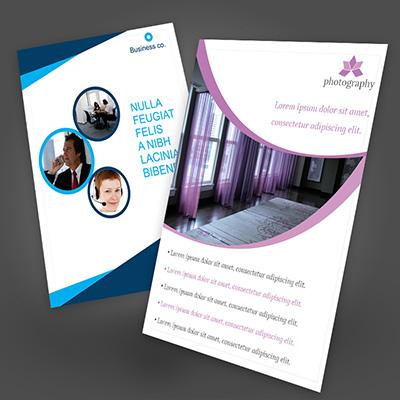 Business co.
NULLA
FEUGIAT
FELIS
A NIBH
LACINIA
photography
Lorem ipsum dolor sit amet,
consectetur adipiscing elit.
• Lorem ipsum dolor sit amet, consectetur adipiscing elit.
• Lorem ipsum dolor sit amet, consectetur adipiscing elit.
• Lorem ipsum dolor sit amet, consectetur adipiscing elit.
• Lorem ipsum dolor sit amet, consectetur adipiscing elit.
• Lorem ipsum dolor sit amet, consectetur adipiscing elit.